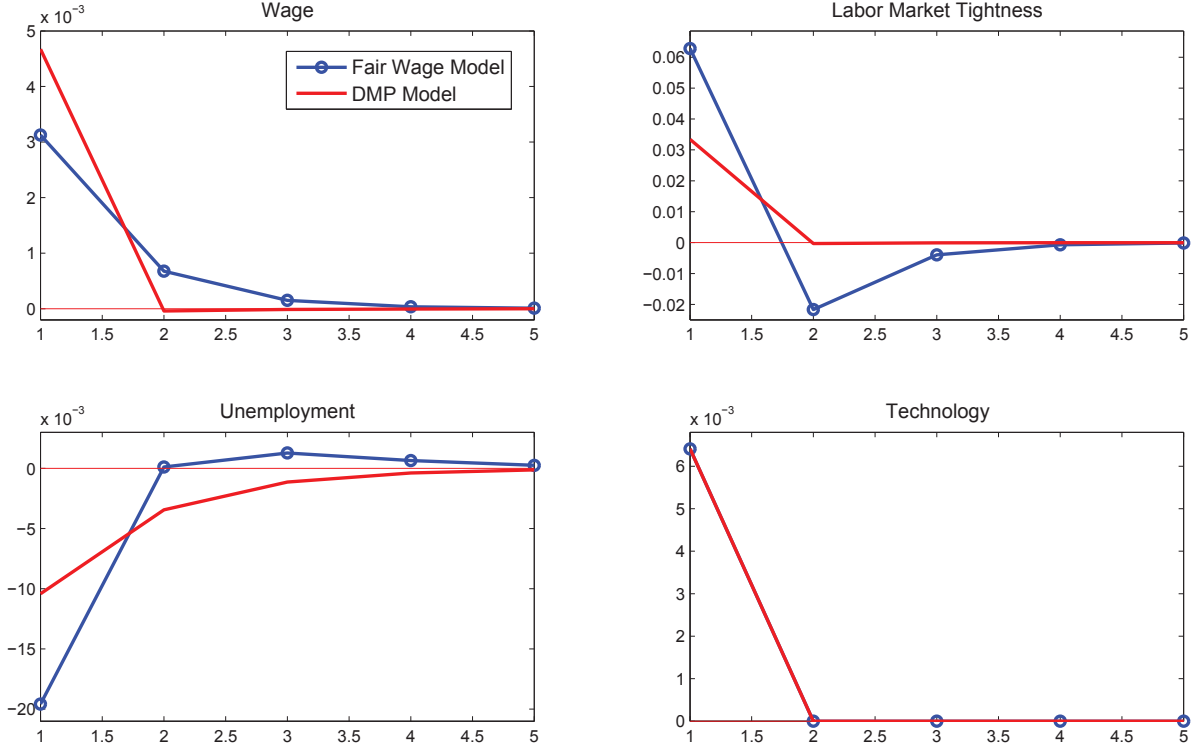 Wage
x 10−3
5
4
3
2
1
0
1 1.5 2 2.5 3 3.5 4 4.5 5
Fair Wage Model
DMP Model
Labor Market Tightness
0.06
0.05
0.04
0.03
0.02
0.01
0
−0.01
−0.02
1 1.5 2 2.5 3 3.5 4 4.5 5
Unemployment
x 10−3
0
−5
−10
−15
−20
1 1.5 2 2.5 3 3.5 4 4.5 5
Technology
x 10−3
6
5
4
3
2
1
0
1 1.5 2 2.5 3 3.5 4 4.5 5